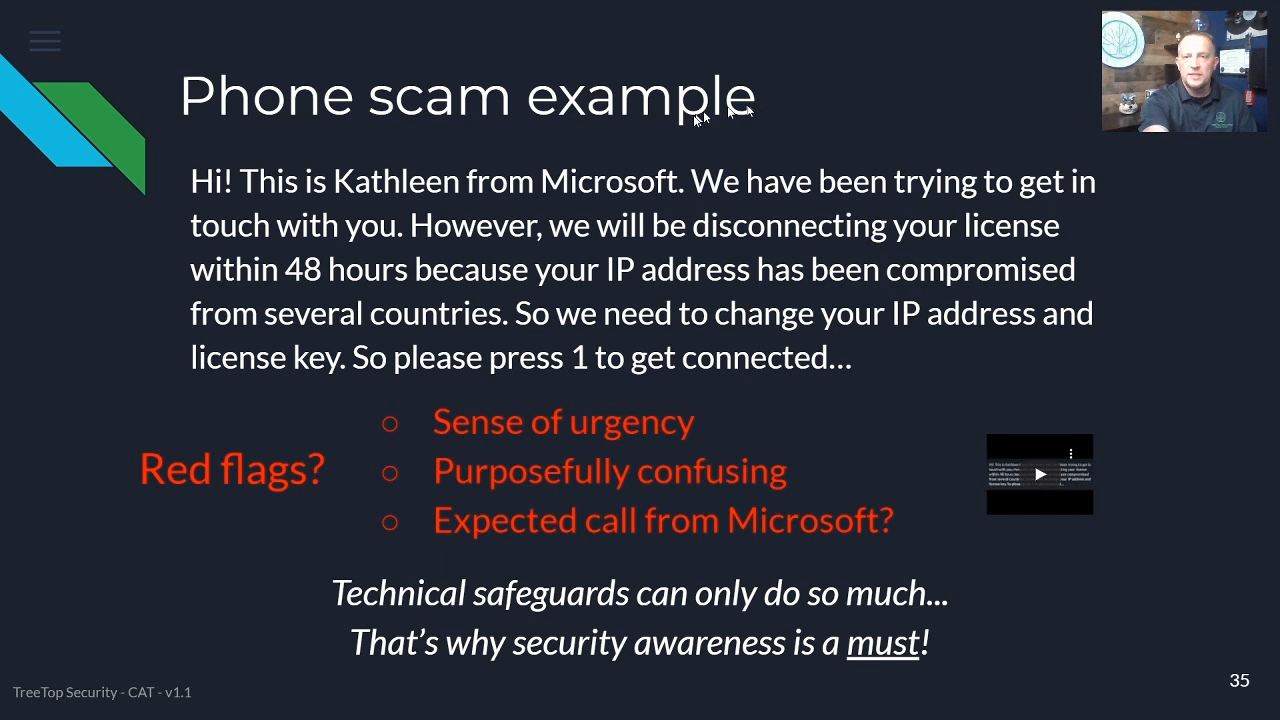 Phone scam example
Hi! This is Kathleen from Microsoft. We have been trying to get in
touch with you. However, we will be disconnecting your license
within 48 hours because your IP address has been compromised
from several countries. So we need to change your IP address and
license key. So please press 1 to get connected...
Red flags?
○ Sense of urgency
○ Purposefully confusing
○ Expected call from Microsoft?
Technical safeguards can only do so much...
That's why security awareness is a must!
TreeTop Security - CAT - v1.1
35